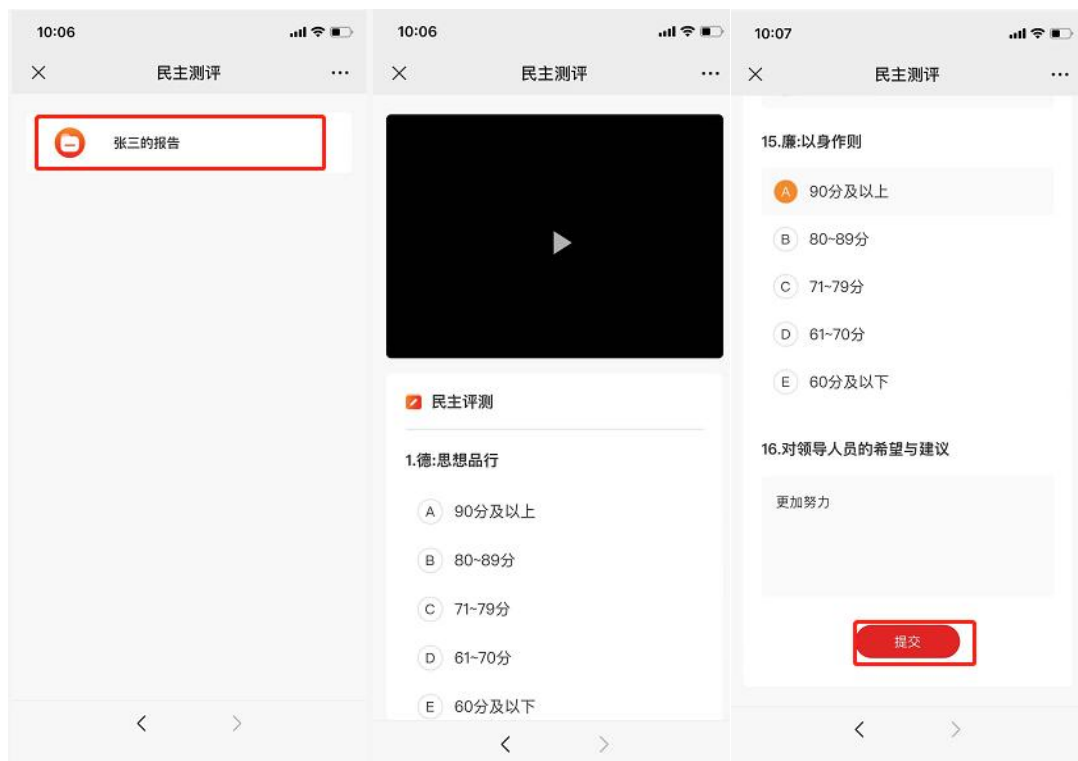 10:06
民主测评
张三的报告
10:06
民主测评
民主评测
1.德:思想品行
A 90分及以上
B 80~89分
C 71~79分
D 61~70分
E 60分及以下
10:07
民主测评
15.廉:以身作则
A 90分及以上
B 80~89分
C 71~79分
D 61~70分
E 60分及以下
16.对领导人员的希望与建议
更加努力
提交